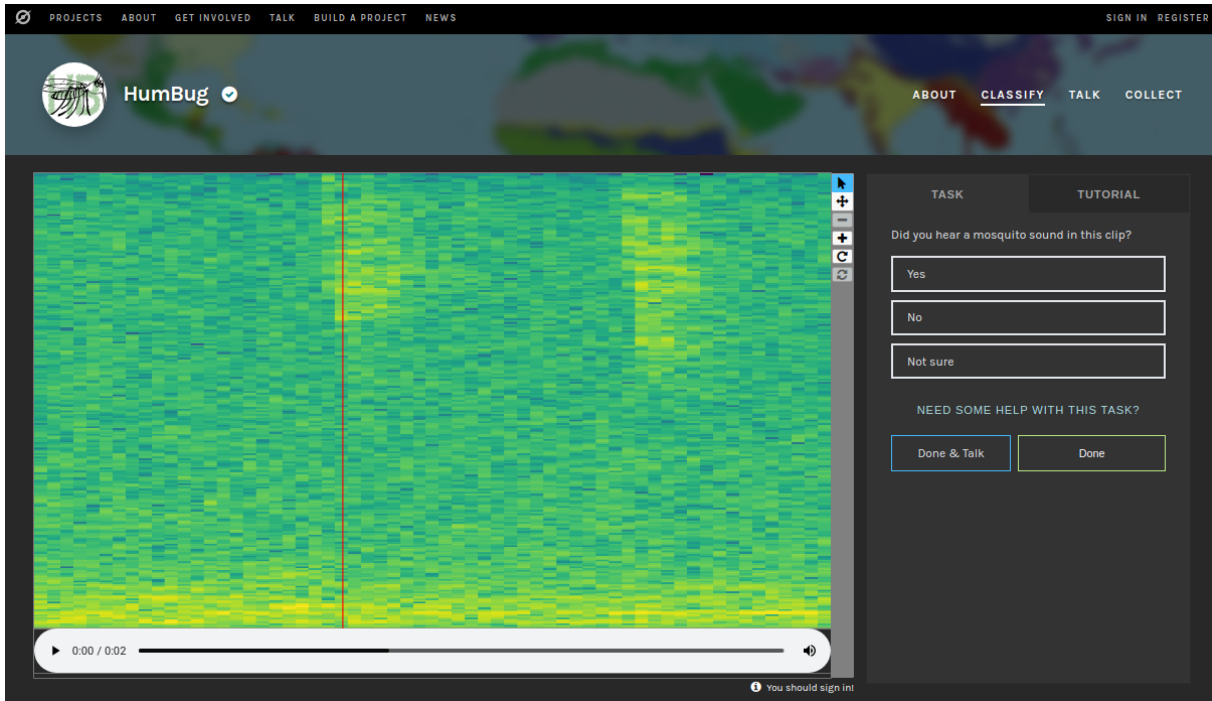 PROJECTS ABOUT GET INVOLVED TALK BUILD A PROJECT NEWS SIGN IN REGISTER
HumBug ABOUT CLASSIFY TALK COLLECT
TASK TUTORIAL
Did you hear a mosquito sound in this clip?
Yes
No
Not sure
NEED SOME HELP WITH THIS TASK?
Done & Talk Done
0:00 / 0:02
You should sign in!